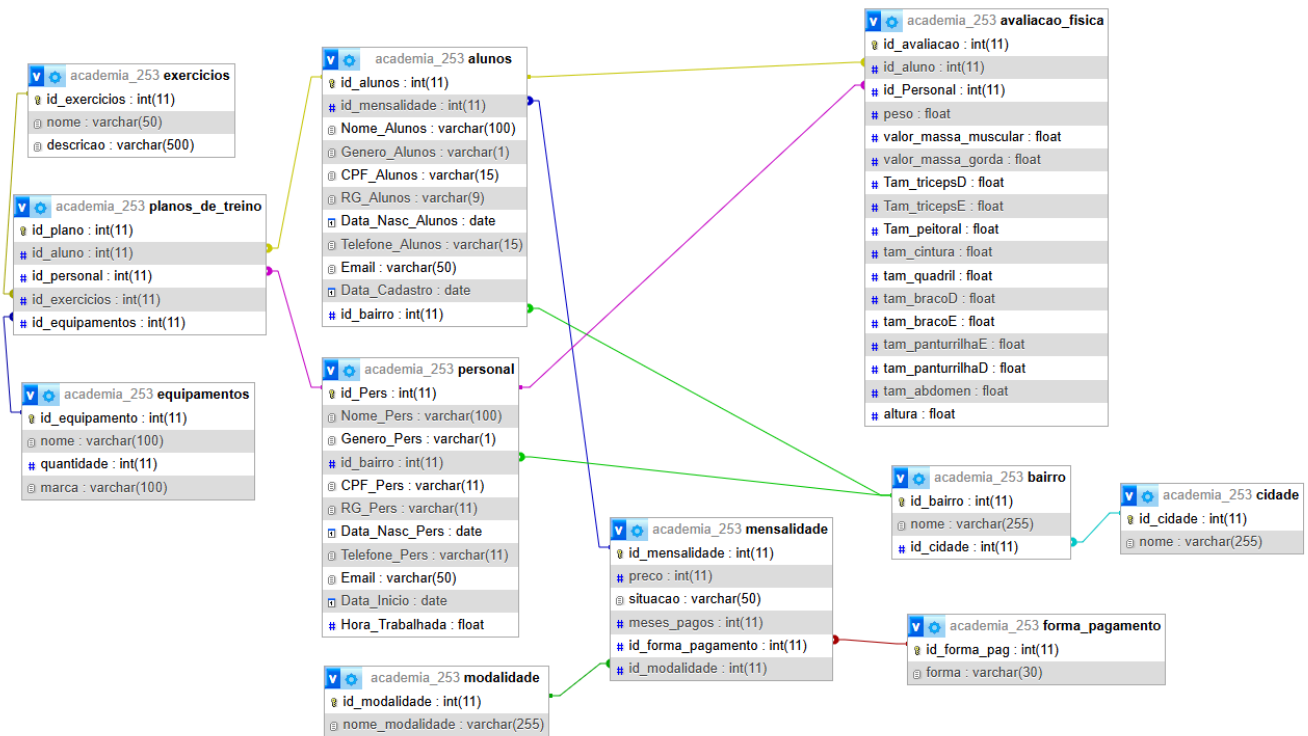 academia_253 exercicios
id_exercicios : int(11)
nome : varchar(50)
descricao : varchar(500)
academia_253 planos_de_treino
id_plano : int(11)
id_aluno : int(11)
id_personal : int(11)
id_exercicios : int(11)
id_equipamentos : int(11)
academia_253 equipamentos
id_equipamento : int(11)
nome : varchar(100)
quantidade : int(11)
marca : varchar(100)
academia_253 alunos
id_alunos : int(11)
id_mensalidade : int(11)
Nome_Alunos : varchar(100)
Genero_Alunos : varchar(1)
CPF_Alunos : varchar(15)
RG_Alunos : varchar(9)
Data_Nasc_Alunos : date
Telefone_Alunos : varchar(15)
Email : varchar(50)
Data_Cadastro : date
id_bairro : int(11)
academia_253 personal
id_Pers : int(11)
Nome_Pers : varchar(100)
Genero_Pers : varchar(1)
id_bairro : int(11)
CPF_Pers : varchar(11)
RG_Pers : varchar(11)
Data_Nasc_Pers : date
Telefone_Pers : varchar(11)
Email : varchar(50)
Data_Inicio : date
Hora_Trabalhada : float
academia_253 modalidade
id_modalidade : int(11)
nome_modalidade : varchar(255)
academia_253 mensalidade
id_mensalidade : int(11)
preco : int(11)
situacao : varchar(50)
meses_pagos : int(11)
id_forma_pagamento : int(11)
id_modalidade : int(11)
academia_253 avaliacao_fisica
id_avaliacao : int(11)
id_aluno : int(11)
id_Personal : int(11)
peso : float
valor_massa_muscular : float
valor_massa_gorda : float
Tam_tricepsD : float
Tam_tricepsE : float
Tam_peitoral : float
tam_cintura : float
tam_quadril : float
tam_bracoD : float
tam_bracoE : float
tam_panturrilhaE : float
tam_panturrilhaD : float
tam_abdomen : float
altura : float
academia_253 bairro
id_bairro : int(11)
nome : varchar(255)
id_cidade : int(11)
academia_253 cidade
id_cidade : int(11)
nome : varchar(255)
academia_253 forma_pagamento
id_forma_pag : int(11)
forma : varchar(30)